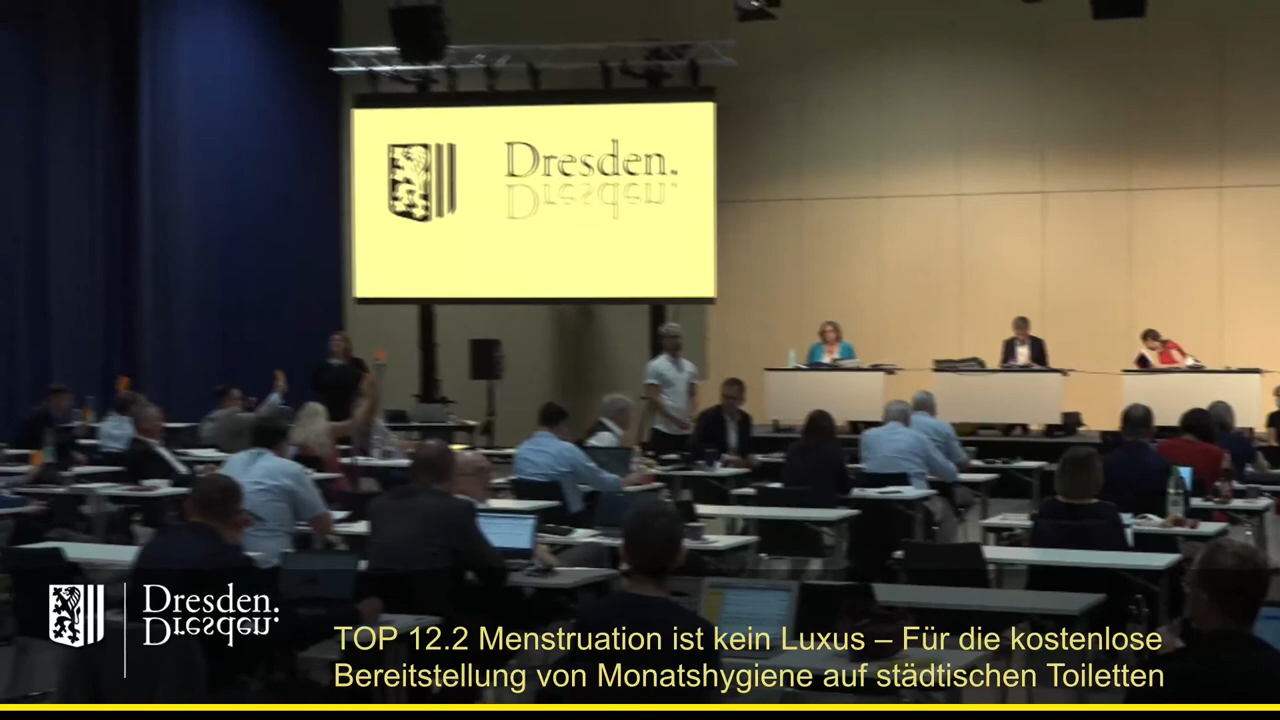 Dresden.
Dresden.
Dresden.
Dresden.
TOP 12.2 Menstruation ist kein Luxus – Für die kostenlose
Bereitstellung von Monatshygiene auf städtischen Toiletten